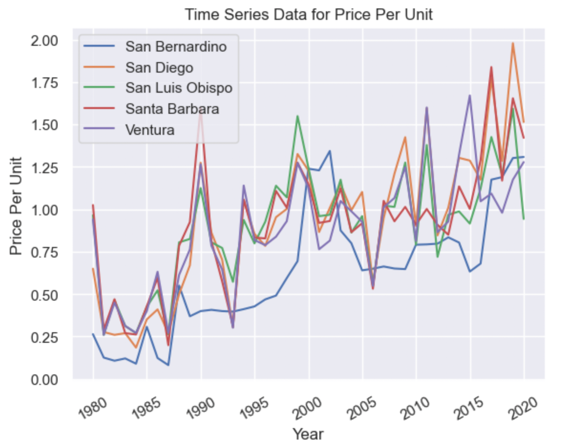 Time Series Data for Price Per Unit
2.00
1.75
1.50
1.25
1.00
0.75
0.50
0.25
0.00
Price Per Unit
San Bernardino
San Diego
San Luis Obispo
Santa Barbara
Ventura
1980
1985
1990
1995
2000
2005
2010
2015
2020
Year